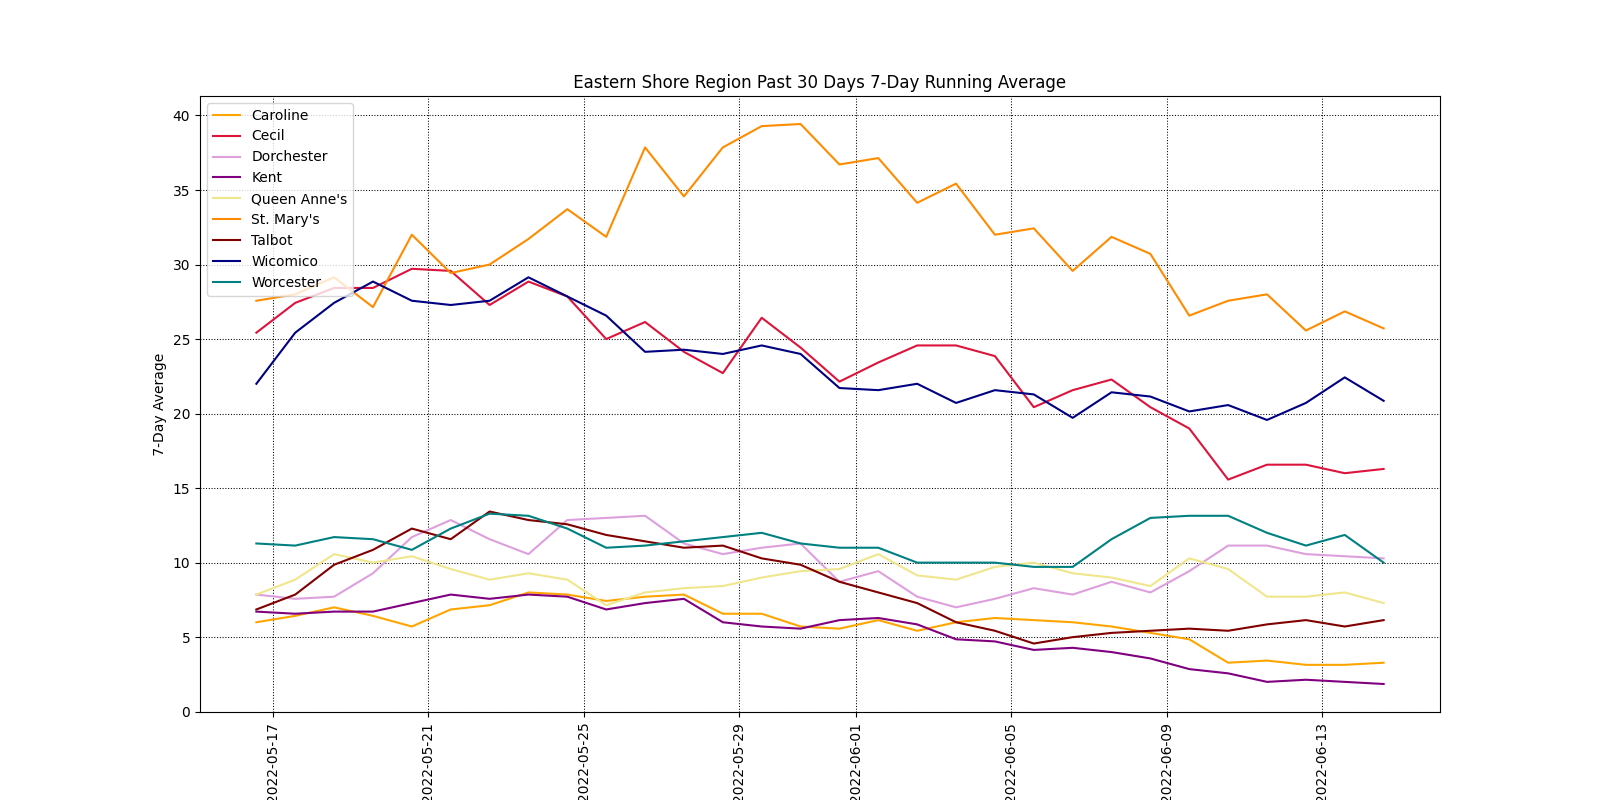 Eastern Shore Region Past 30 Days 7-Day Running Average
Caroline
Cecil
Dorchester
Kent
Queen Anne's
St. Mary's
Talbot
Wicomico
Worcester
7-Day Average
40
35
30
25
20
15
10
5
0
2022-05-17
2022-05-21
2022-05-25
2022-05-29
2022-06-01
2022-06-05
2022-06-09
2022-06-13